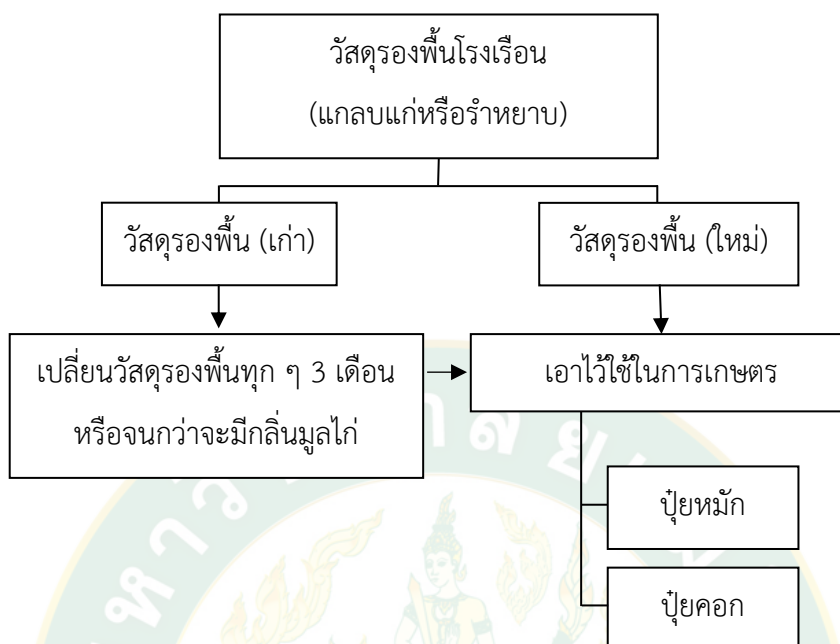 วัสดุรองพื้นโรงเรือน
(แกลบแก่หรือรำหยาบ)
วัสดุรองพื้น (เก่า)
วัสดุรองพื้น (ใหม่)
เปลี่ยนวัสดุรองพื้นทุก ๆ 3 เดือน
หรือจนกว่าจะมีกลิ่นมูลไก่
เอาไว้ใช้ในการเกษตร
ปุ๋ยหมัก
ปุ๋ยคอก